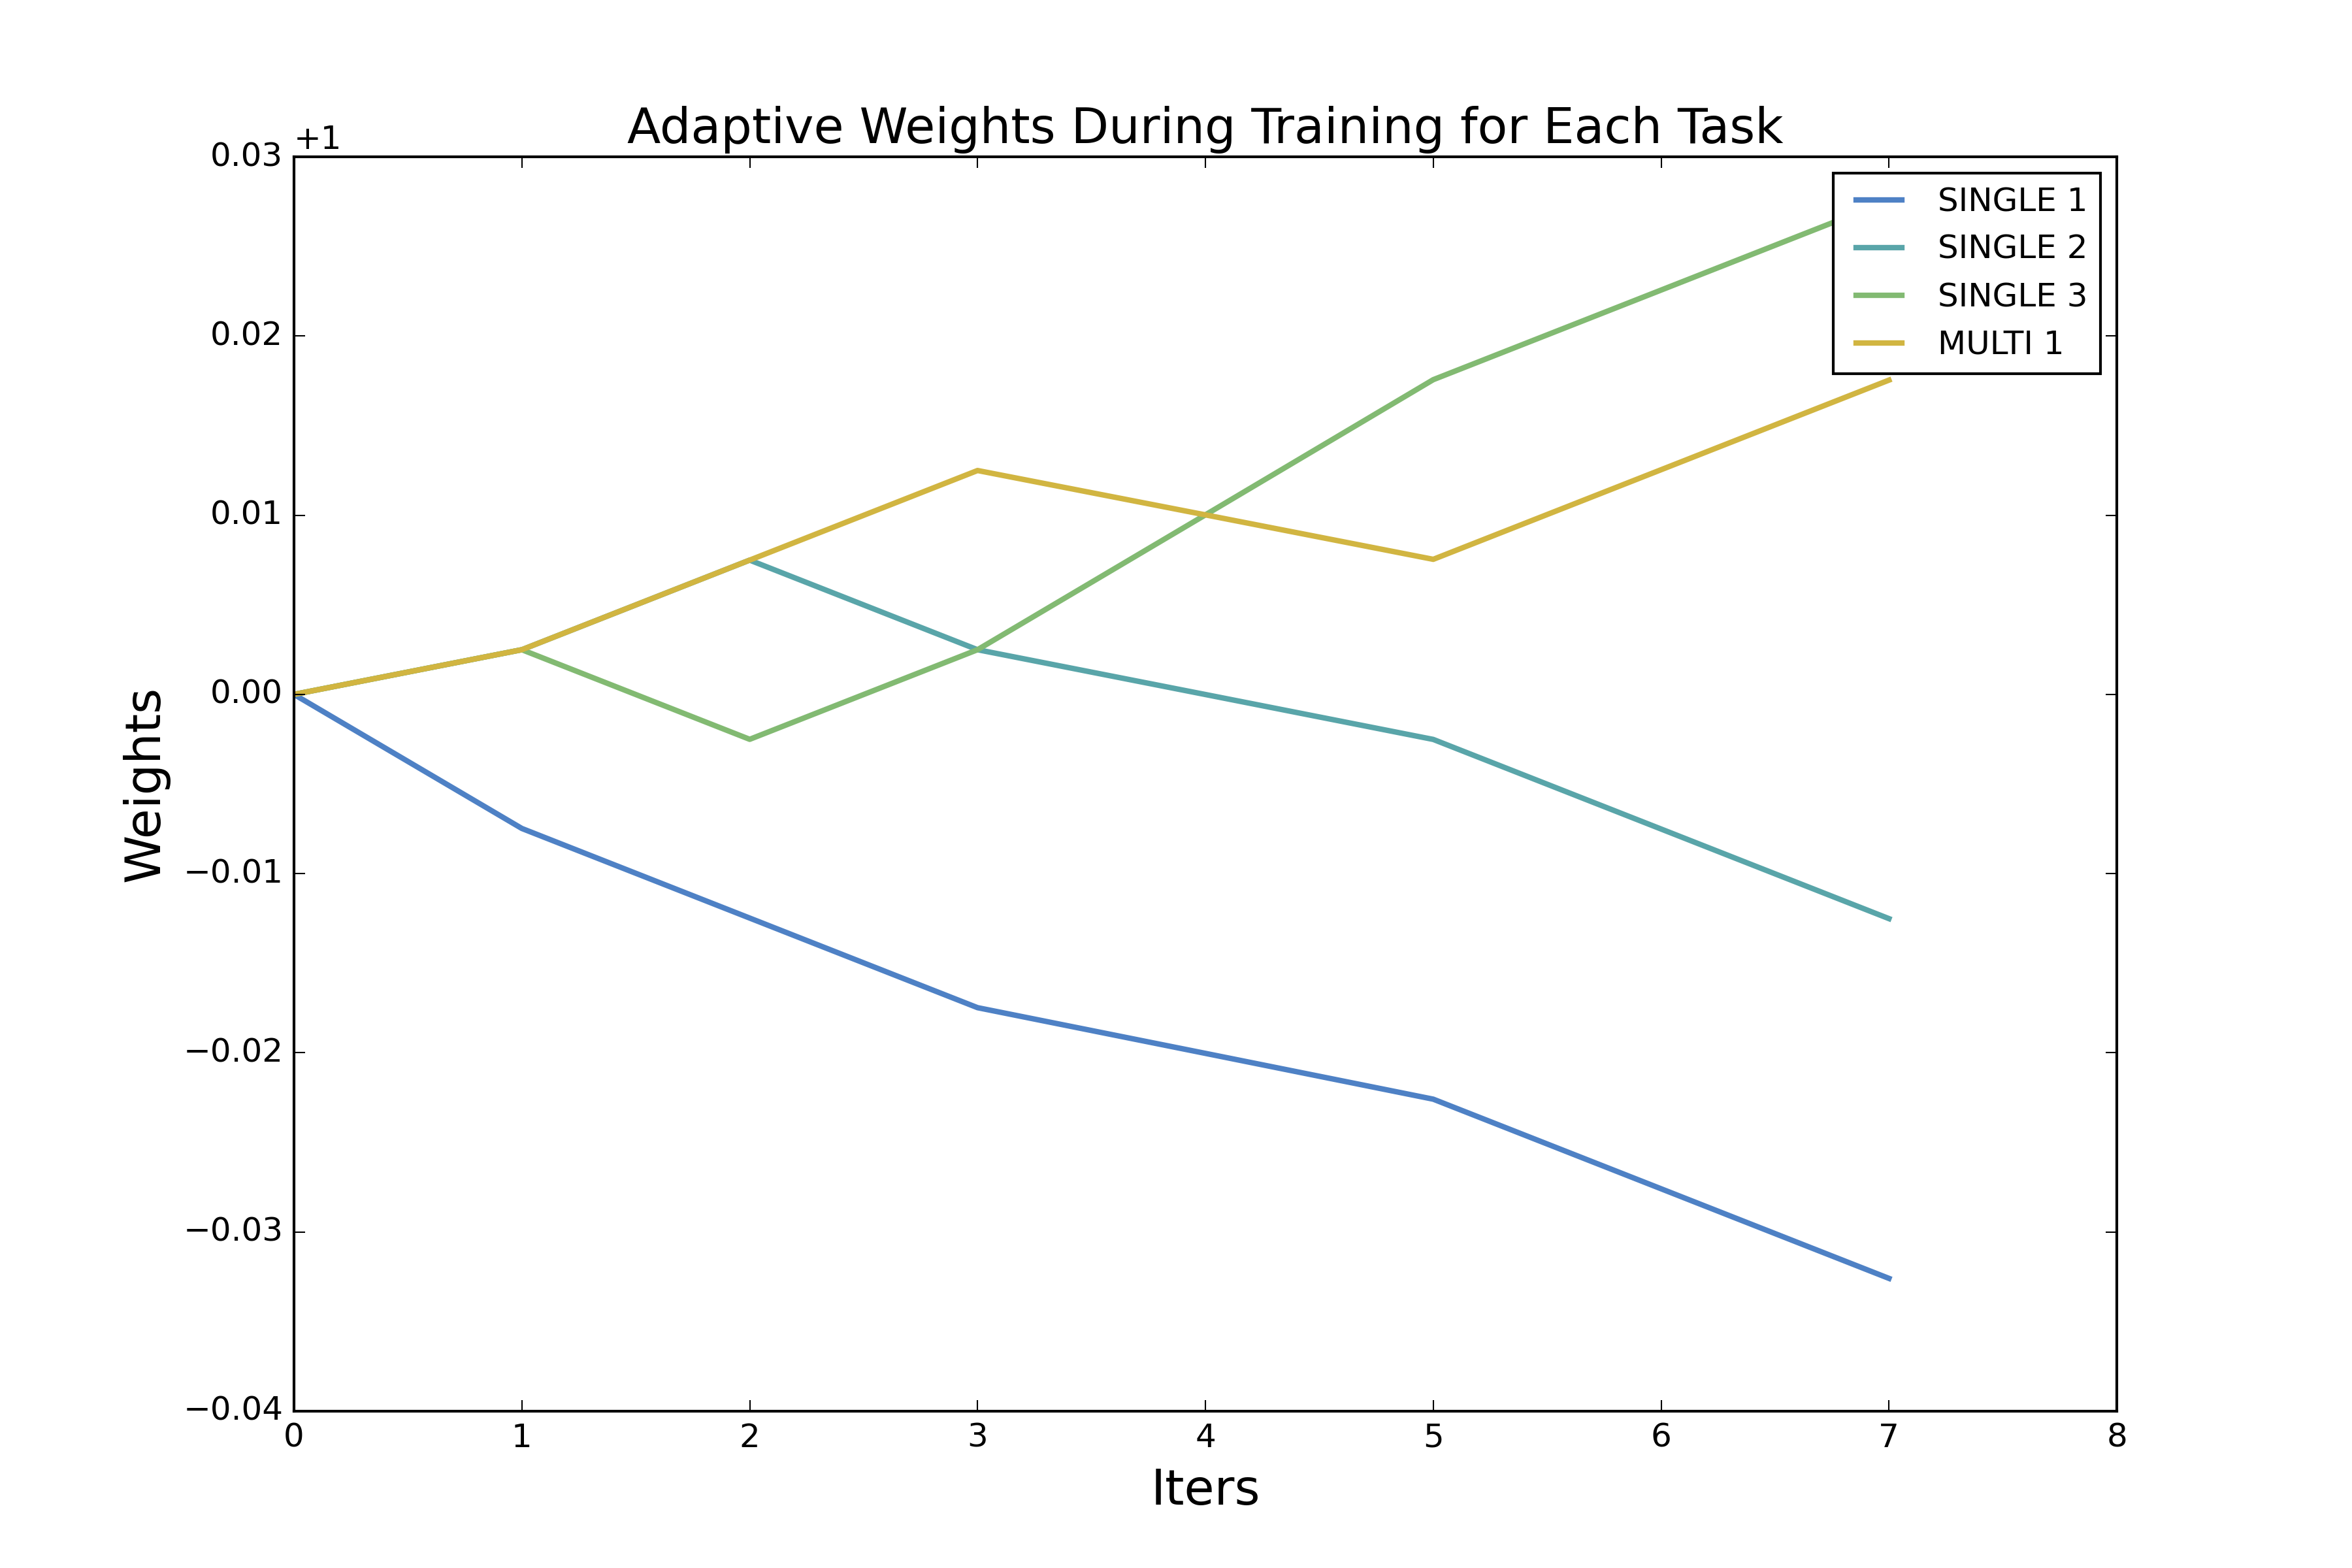 Adaptive Weights During Training for Each Task
+1
0.03
0.02
0.01
0.00
−0.01
−0.02
−0.03
−0.04
Weights
SINGLE 1
SINGLE 2
SINGLE 3
MULTI 1
0 1 2 3 4 5 6 7 8
Iters